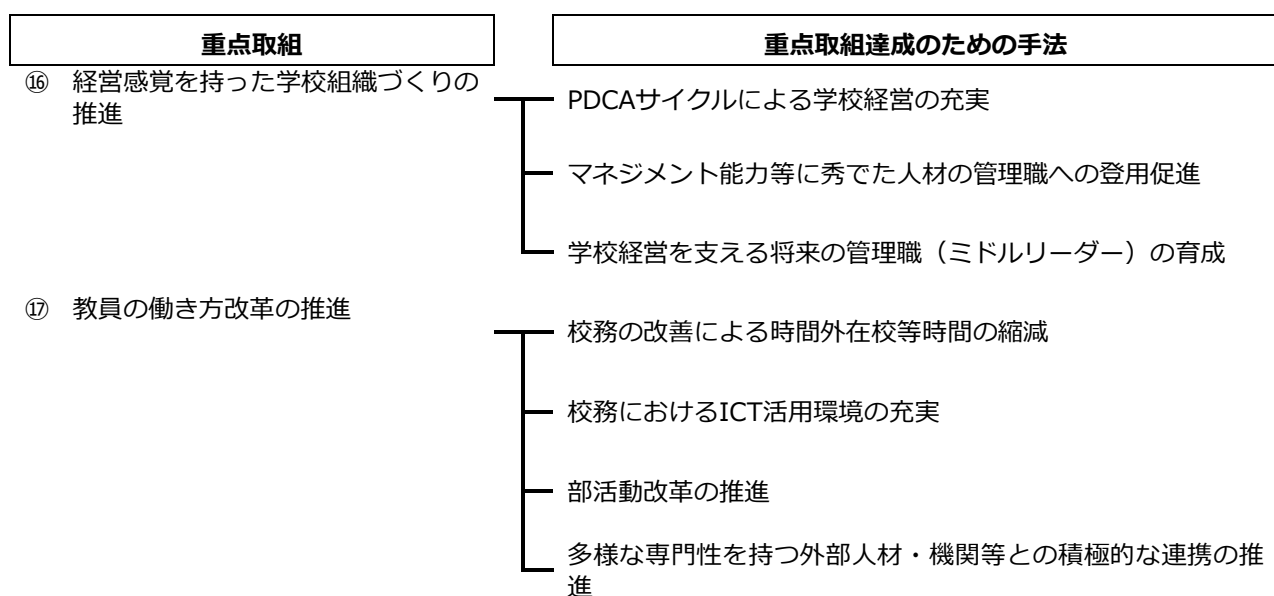 重点取組
重点取組達成のための手法
⑯ 経営感覚を持った学校組織づくりの
推進
PDCAサイクルによる学校経営の充実
マネジメント能力等に秀でた人材の管理職への登用促進
学校経営を支える将来の管理職（ミドルリーダー）の育成
⑰ 教員の働き方改革の推進
校務の改善による時間外在校等時間の縮減
校務におけるICT活用環境の充実
部活動改革の推進
多様な専門性を持つ外部人材・機関等との積極的な連携の推
進